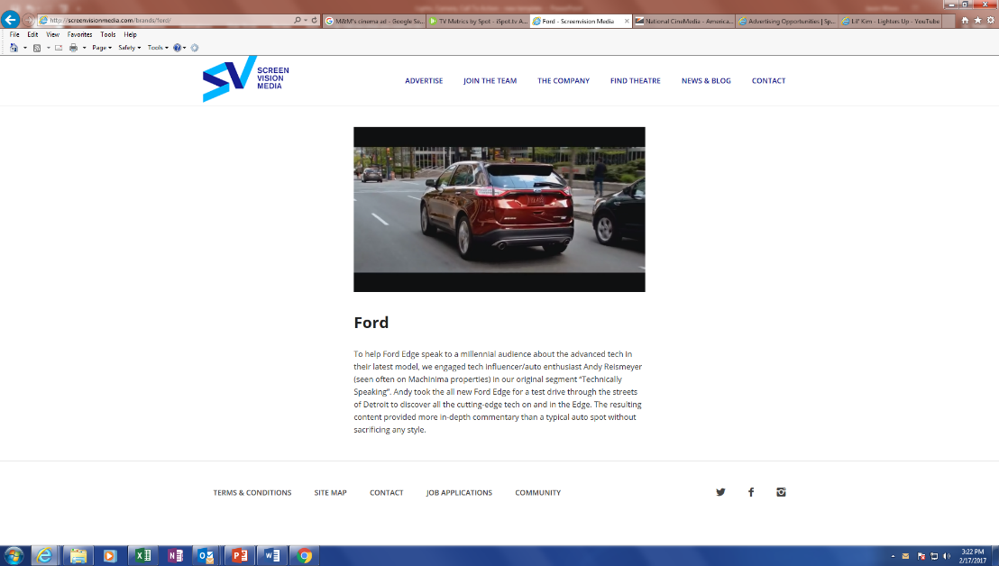 http://screenvisionmedia.com/brands/ford/
M&M's cinema ad - Google Se...
TV Metrics by Spot - iSpot.tv A...
Ford - Screenvision Media
National CineMedia - America...
Advertising Opportunities | Sp...
Lil' Kim - Lighters Up - YouTube
File Edit View Favorites Tools Help
Page Safety Tools
SCREEN
VISION
MEDIA
ADVERTISE JOIN THE TEAM THE COMPANY FIND THEATRE NEWS & BLOG CONTACT
Ford
To help Ford Edge speak to a millennial audience about the advanced tech in
their latest model, we engaged tech influencer/auto enthusiast Andy Reismeyer
(seen often on Machinima properties) in our original segment “Technically
Speaking”. Andy took the all new Ford Edge for a test drive through the streets
of Detroit to discover all the cutting-edge tech on and in the Edge. The resulting
content provided more in-depth commentary than a typical auto spot without
sacrificing any style.
TERMS & CONDITIONS SITE MAP CONTACT JOB APPLICATIONS COMMUNITY
3:22 PM
2/17/2017